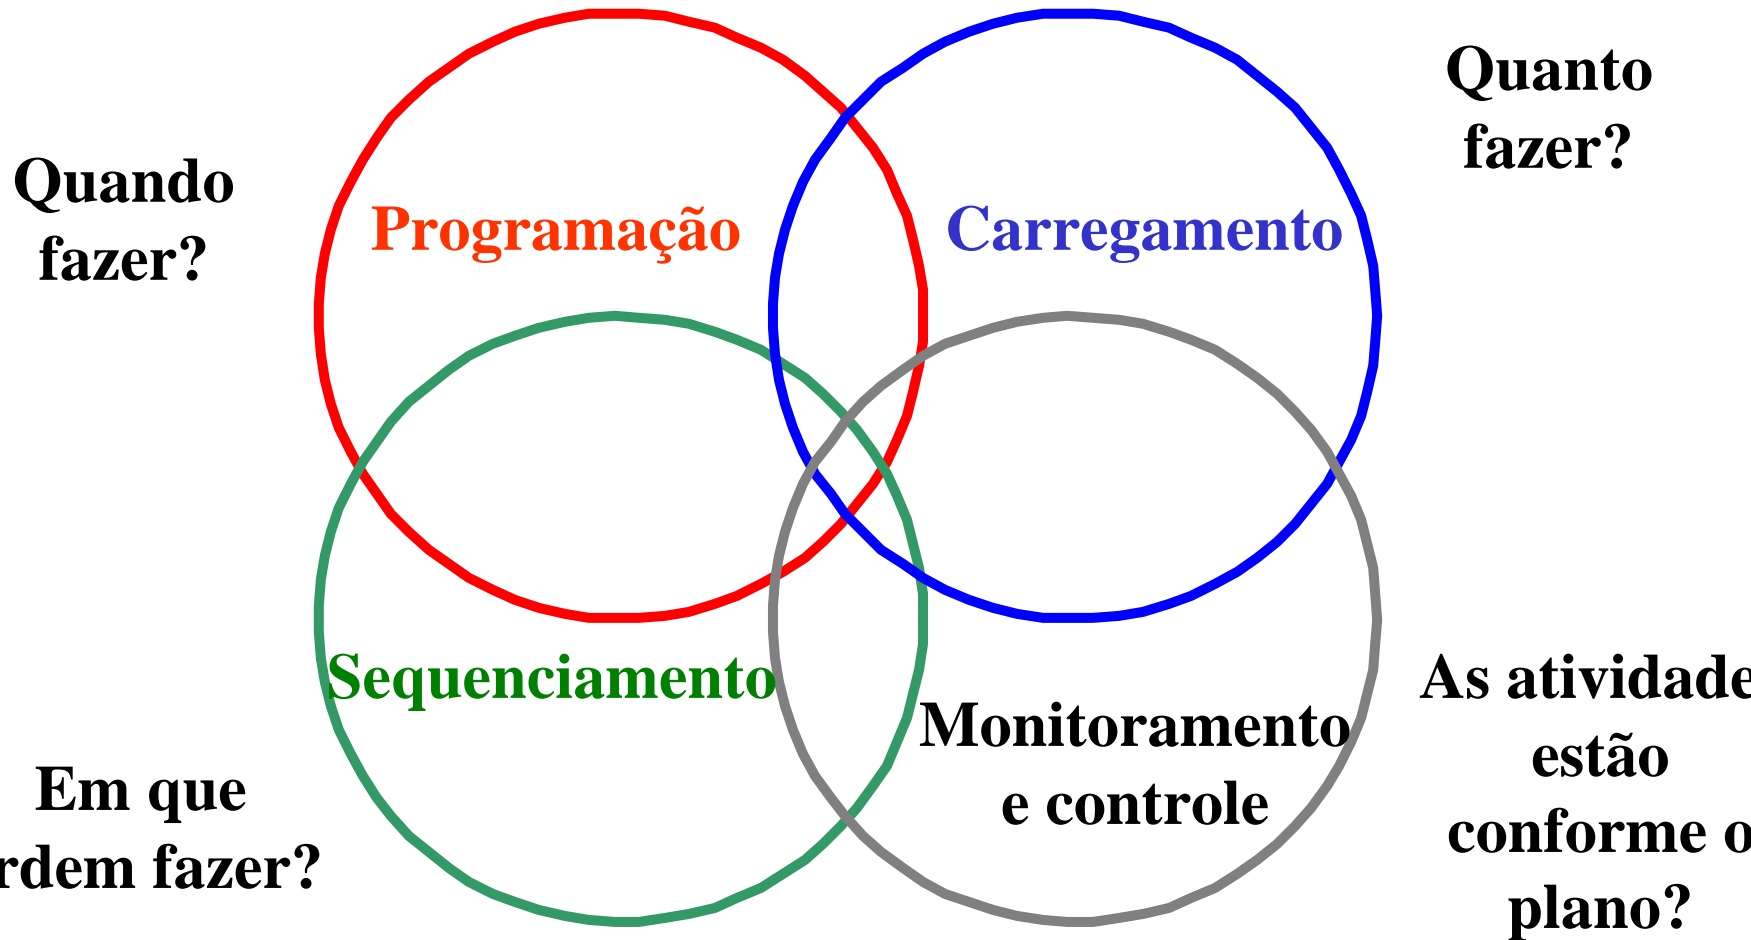 Quando
fazer?
Programação
Carregamento
Quanto
fazer?
Sequenciamento
Em que
rdem fazer?
Monitoramento
e controle
As atividade
estão
conforme o
plano?